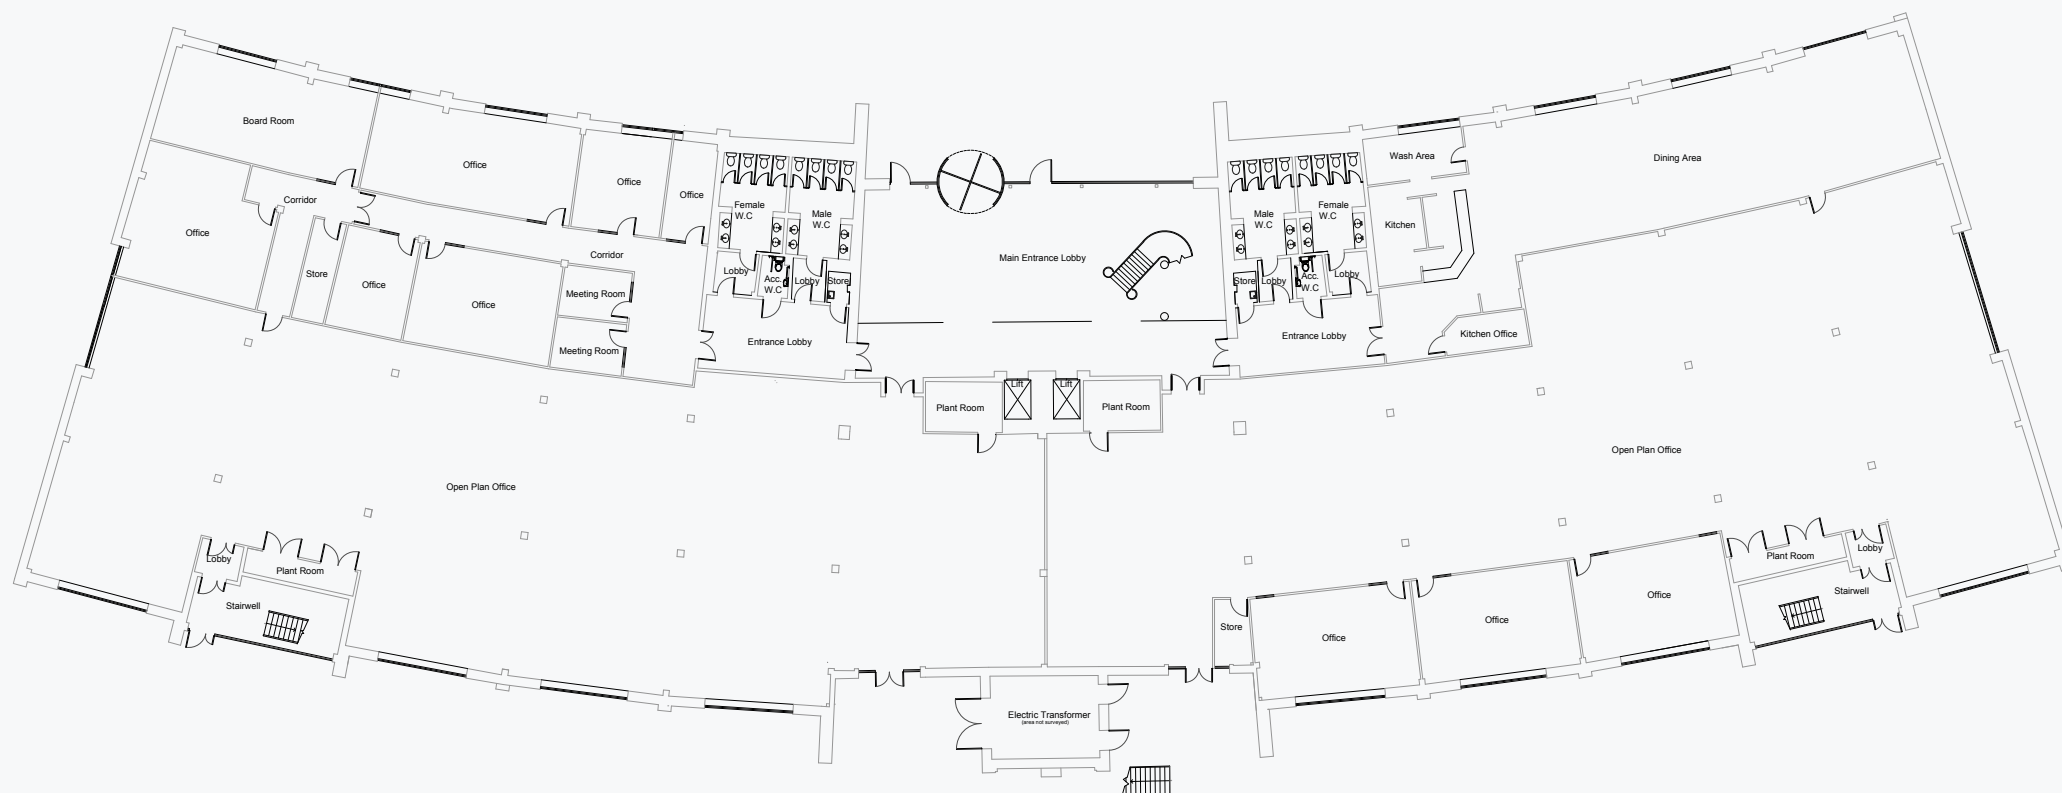 Board Room
Office
Office
Office
Office
Corridor
Corridor
Store
Office
Office
Meeting Room
Meeting Room
Female
W.C
Male
W.C
Lobby
Acc.
W.C
Lobby
Store
Entrance Lobby
Main Entrance Lobby
Male
W.C
Female
W.C
Store
Lobby
Acc.
W.C
Lobby
Entrance Lobby
Wash Area
Kitchen
Dining Area
Kitchen Office
Plant Room
Lift
Lift
Plant Room
Open Plan Office
Open Plan Office
Lobby
Plant Room
Stairwell
Plant Room
Lobby
Stairwell
Store
Office
Office
Office
Electric Transformer
(area not surveyed)